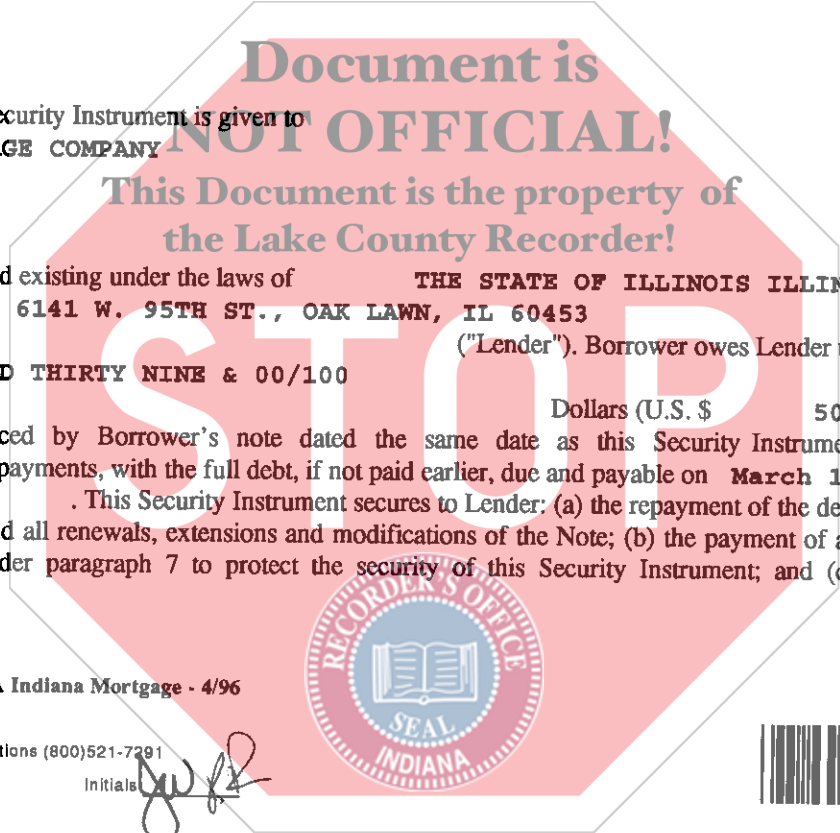 Document is
ecurity Instrument is given to
NOT OFFICIAL!
GE COMPANY
This Document is the property of
the Lake County Recorder!
d existing under the laws of THE STATE OF ILLINOIS ILLIN
6141 W. 95TH ST., OAK LAWN, IL 60453
("Lender"). Borrower owes Lender
D THIRTY NINE & 00/100
STOP
Dollars (U.S. $ 50
ced by Borrower's note dated the same date as this Security Instrume
payments, with the full debt, if not paid earlier, due and payable on March 1
. This Security Instrument secures to Lender: (a) the repayment of the de
d all renewals, extensions and modifications of the Note; (b) the payment of a
der paragraph 7 to protect the security of this Security Instrument; and (
RECORDER'S OFFICE
SEAL
INDIANA
Indiana Mortgage - 4/96
tions (800)521-7291
Initials